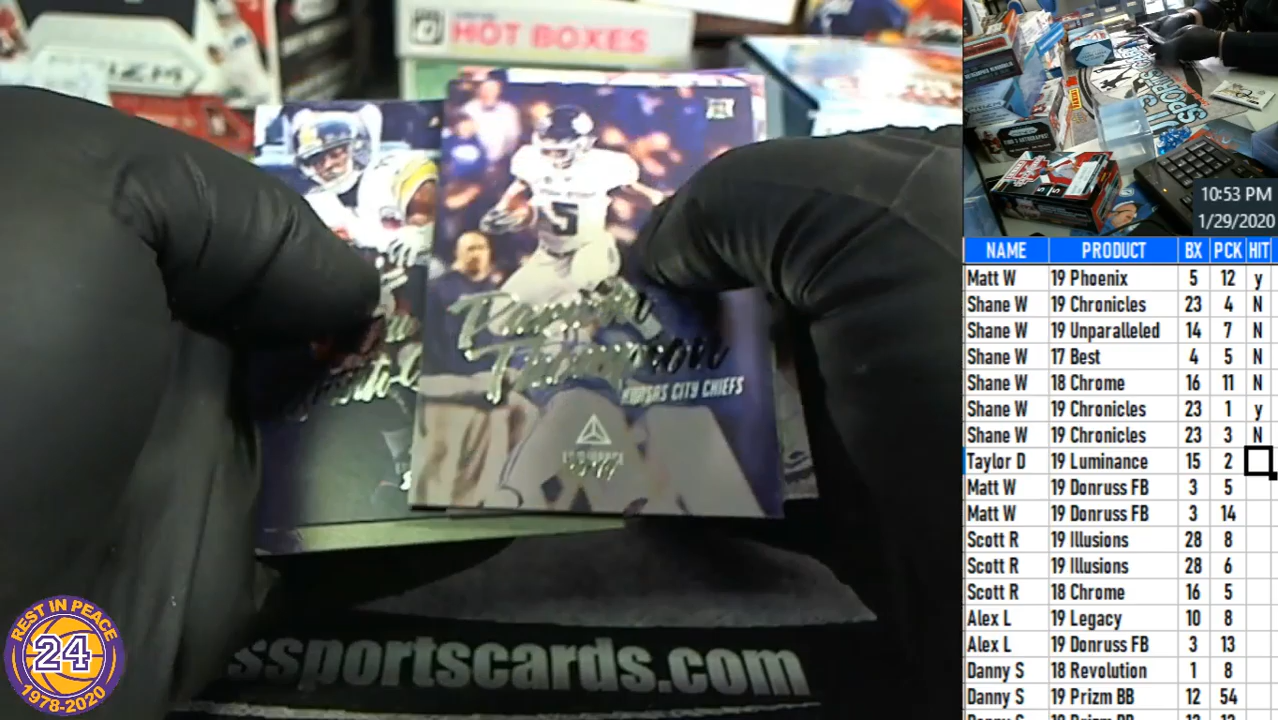 HOT BOXES
5
Darwin
Thompson
KANSAS CITY CHIEFS
LUMINANCE
ssportscards.com
REST IN PEACE
24
1978-2020
10:53 PM
1/29/2020
NAME PRODUCT BX PCK HIT
Matt W 19 Phoenix 5 12 y
Shane W 19 Chronicles 23 4 N
Shane W 19 Unparalleled 14 7 N
Shane W 17 Best 4 5 N
Shane W 18 Chrome 16 11 N
Shane W 19 Chronicles 23 1 y
Shane W 19 Chronicles 23 3 N
Taylor D 19 Luminance 15 2
Matt W 19 Donruss FB 3 5
Matt W 19 Donruss FB 3 14
Scott R 19 Illusions 28 8
Scott R 19 Illusions 28 6
Scott R 18 Chrome 16 5
Alex L 19 Legacy 10 8
Alex L 19 Donruss FB 3 13
Danny S 18 Revolution 1 8
Danny S 19 Prizm BB 12 54